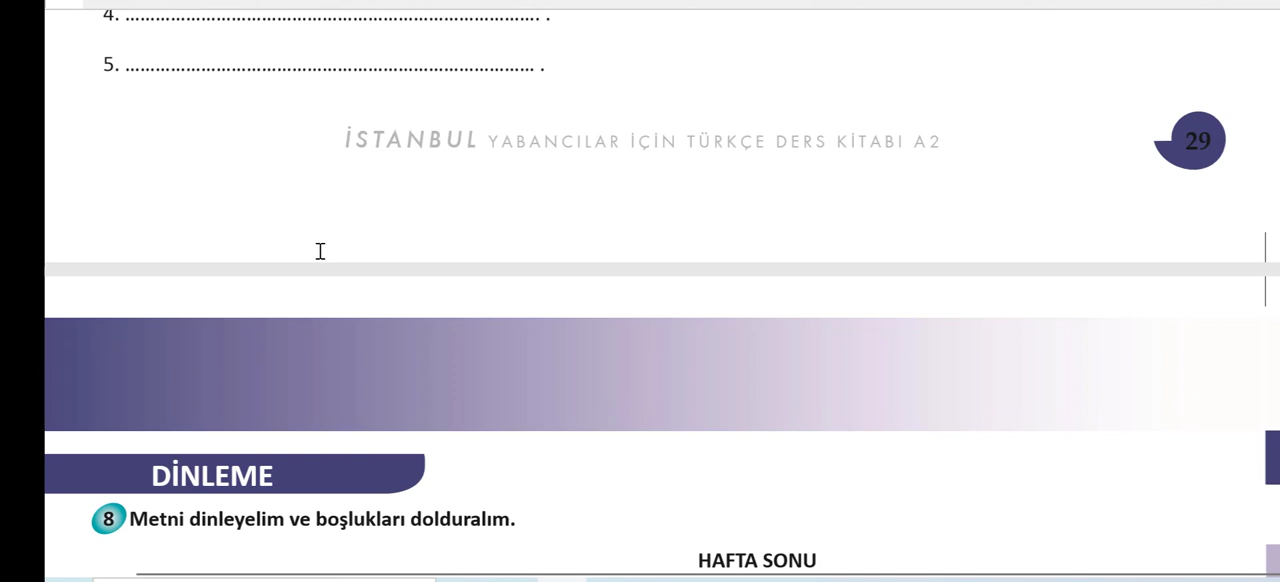 4. ........................................................................ .
5. ....................................................................... .
İSTANBUL YABANCILAR İÇİN TÜRKÇE DERS KİTABI A2
29
DİNLEME
8 Metni dinleyelim ve boşlukları dolduralım.
HAFTA SONU